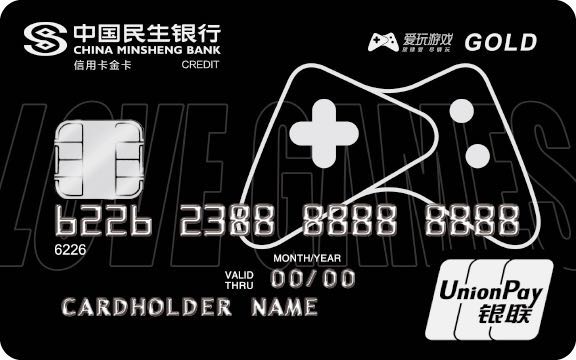 中国民生银行
CHINA MINSHENG BANK
信用卡金卡 CREDIT
爱玩游戏 GOLD
LOVE GAMES
6226 2388 8888 8888
6226
MONTH/YEAR
VALID THRU 00/00
CARDHOLDER NAME
UnionPay
银联